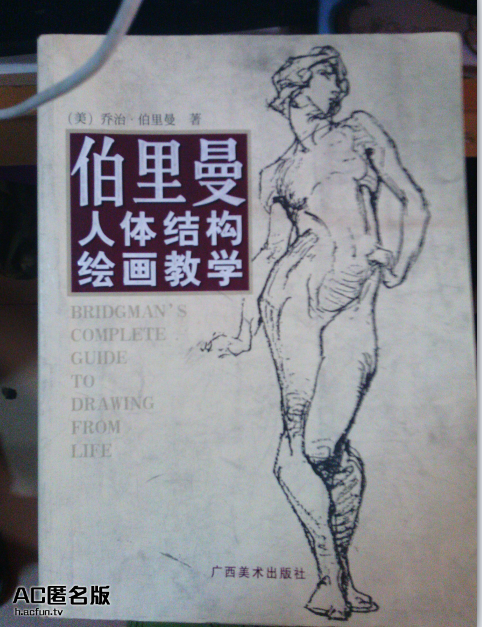 （美）乔治·伯里曼 著
伯里曼
人体结构
绘画教学
BRIDGMAN'S
COMPLETE
GUIDE
TO
DRAWING
FROM
LIFE
广西美术出版社
AC匿名版
h.acfun.tv